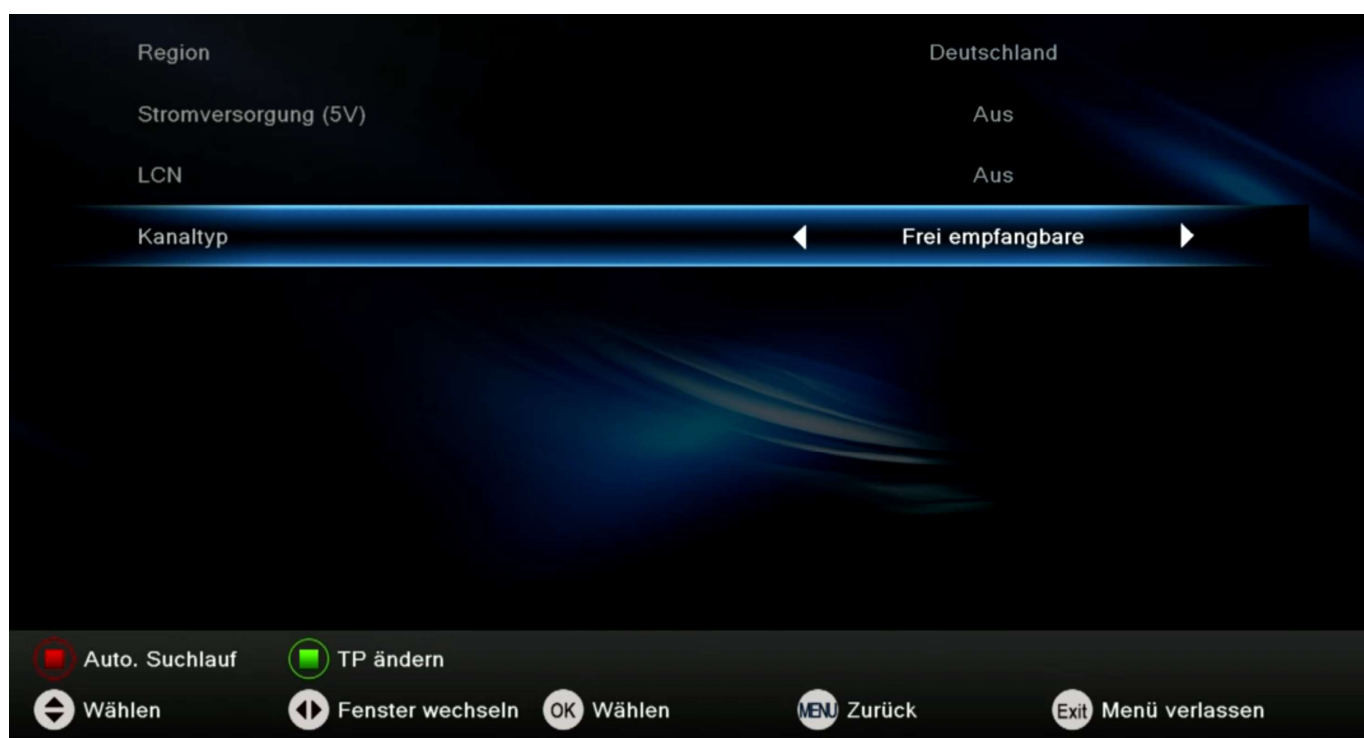 Region Deutschland
Stromversorgung (5V) Aus
LCN Aus
Kanaltyp Frei empfangbare
Auto. Suchlauf TP ändern
Wählen Fenster wechseln OK Wählen MENU Zurück Exit Menü verlassen